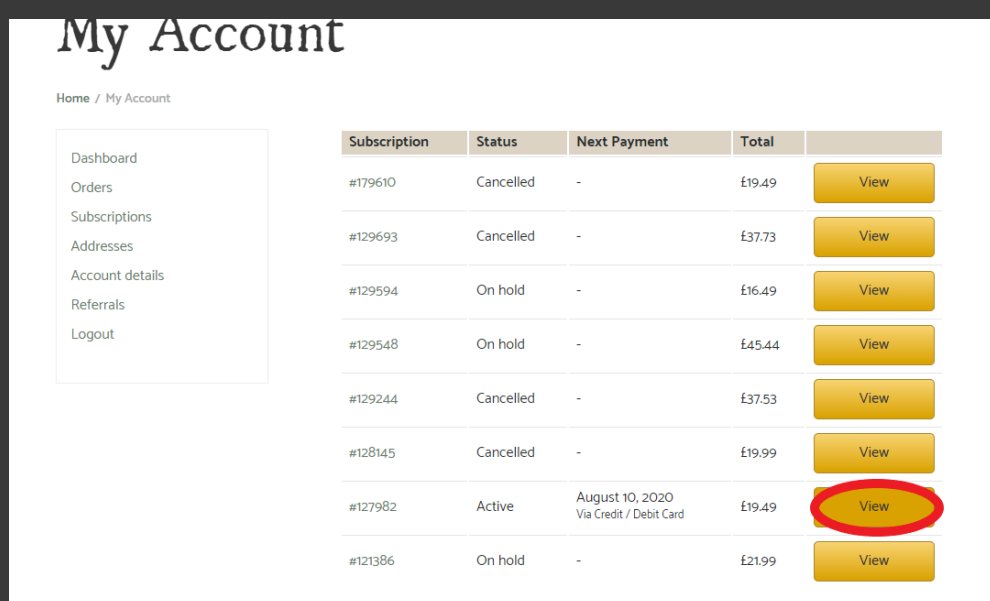 My Account
Home / My Account
Dashboard
Orders
Subscriptions
Addresses
Account details
Referrals
Logout
Subscription Status Next Payment Total
#179610 Cancelled - £19.49 View
#129693 Cancelled - £37.73 View
#129594 On hold - £16.49 View
#129548 On hold - £45.44 View
#129244 Cancelled - £37.53 View
#128145 Cancelled - £19.99 View
#127982 Active August 10, 2020 £19.49 View
Via Credit / Debit Card
#121386 On hold - £21.99 View